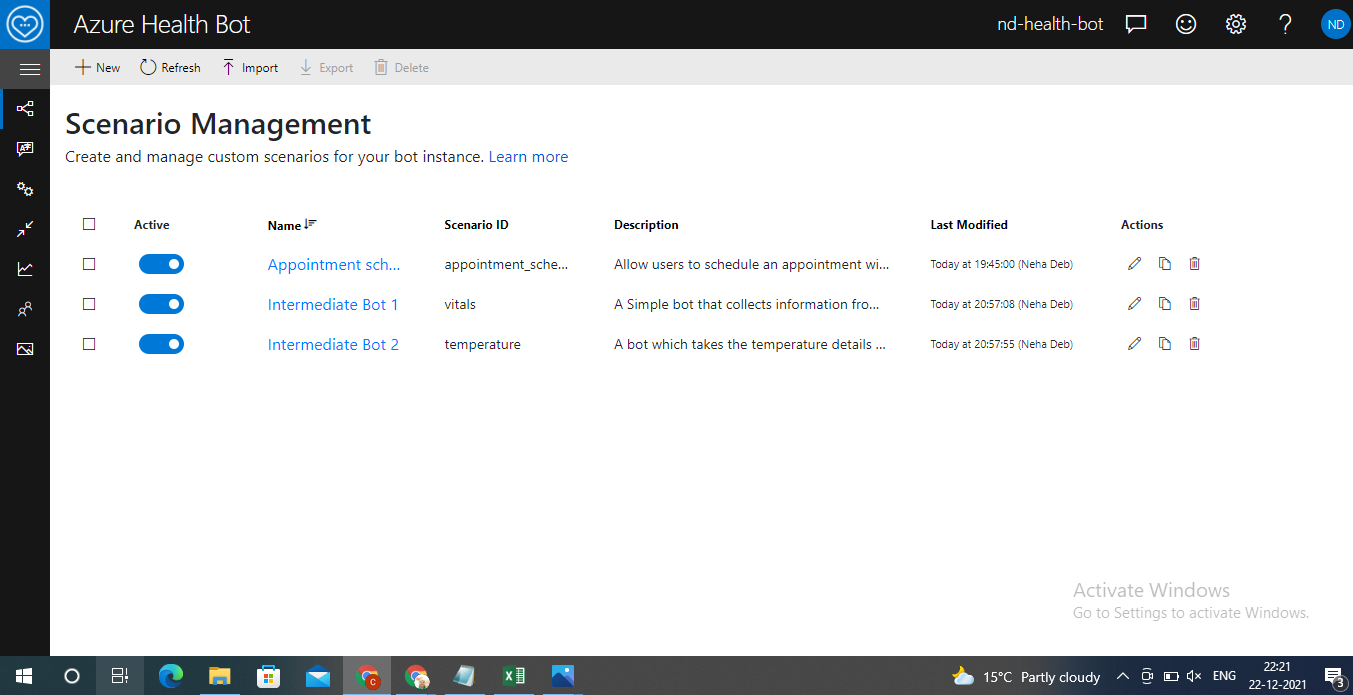 Azure Health Bot
nd-health-bot
?
ND
New Refresh Import Export Delete
Scenario Management
Create and manage custom scenarios for your bot instance. Learn more
Active Name Scenario ID Description Last Modified Actions
Appointment sch... appointment_sche... Allow users to schedule an appointment wi... Today at 19:45:00 (Neha Deb)
Intermediate Bot 1 vitals A Simple bot that collects information fro... Today at 20:57:08 (Neha Deb)
Intermediate Bot 2 temperature A bot which takes the temperature details ... Today at 20:57:55 (Neha Deb)
Activate Windows
Go to Settings to activate Windows.
15°C Partly cloudy
ENG
22:21
22-12-2021
3